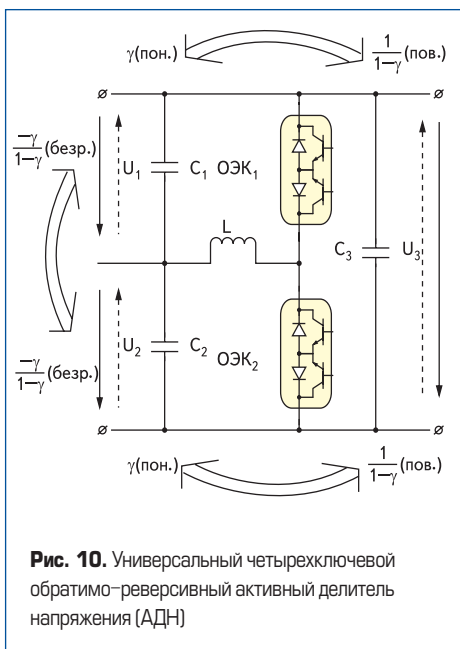 γ(пон.)
1
1−γ (пов.)
−γ
1−γ (безр.)
U1
C1 ОЭК1
L
C3
U3
U2
C2
ОЭК2
−γ
1−γ (безр.)
γ(пон.)
1
1−γ (пов.)
Рис. 10. Универсальный четырехключевой
обратимо-реверсивный активный делитель
напряжения (АДН)